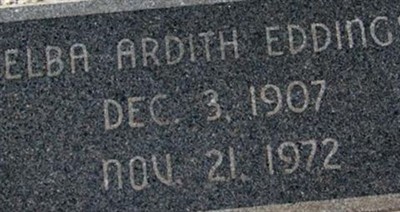 ELBA ARDITH EDDING
DEC. 3, 1907
NOV. 21, 1972